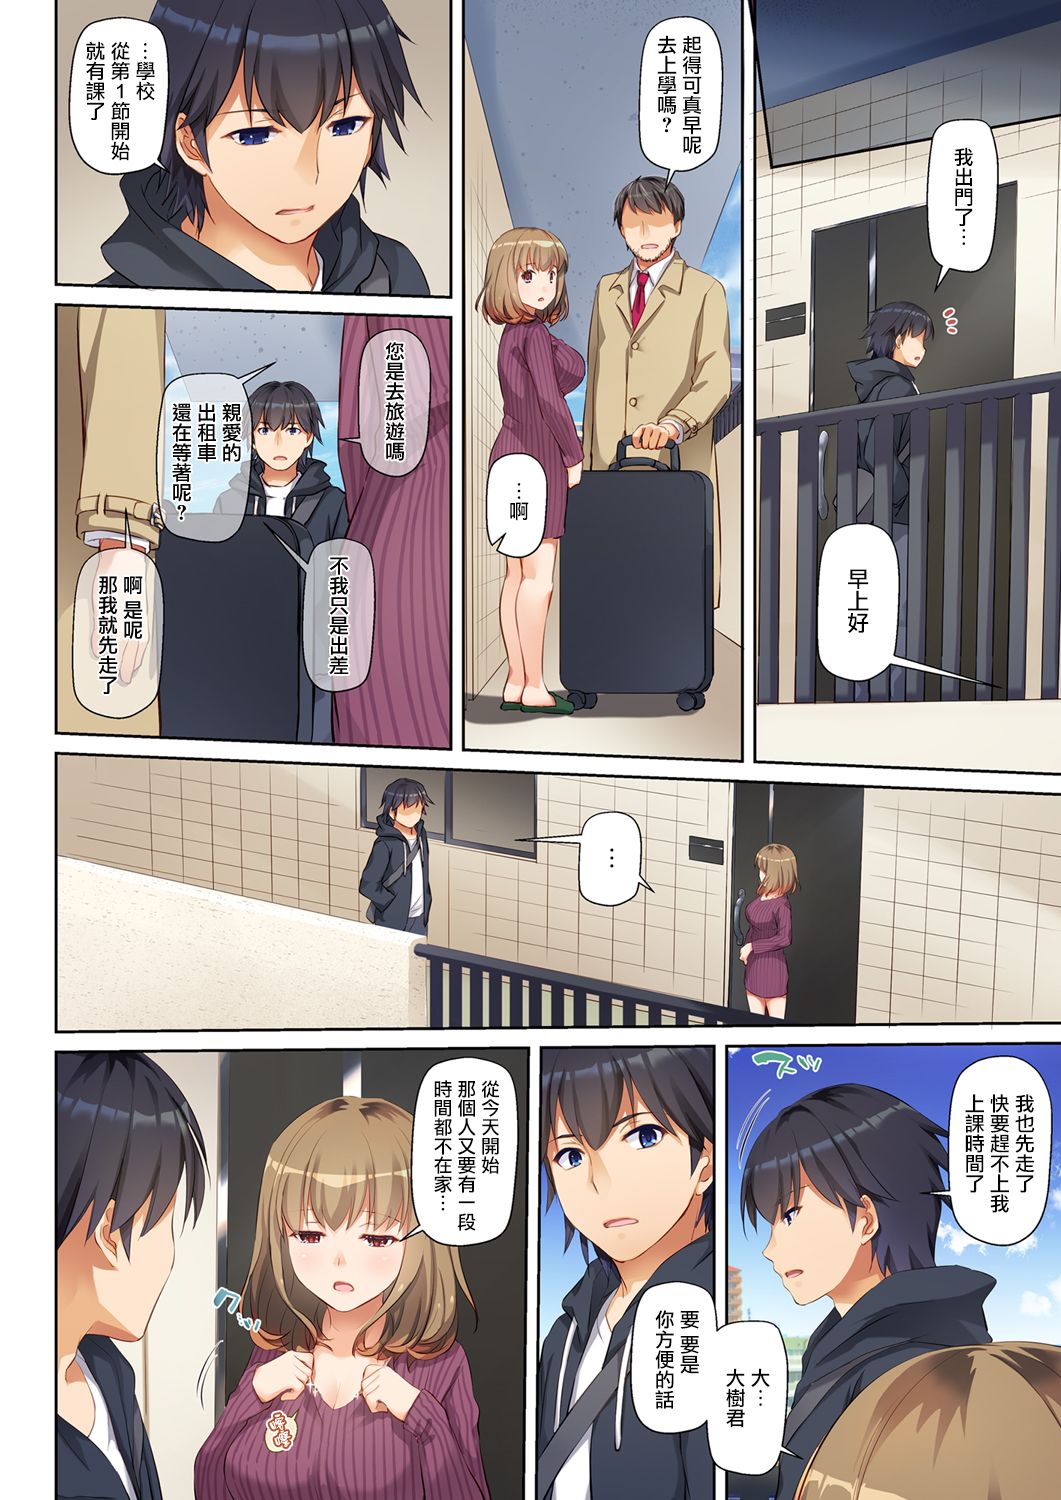 我出門了…
早上好
起得可真早呢
去上學嗎?
…啊
…學校
從第1節開始
就有課了
您是去旅遊嗎
不我只是出差
親愛的
出租車
還在等著呢?
啊 是呢
那我就先走了
…
我也先走了
快要趕不上我
上課時間了
スッ
大…
大樹君
要 要是
你方便的話
從今天開始
那個人又要有一段
時間都不在家…